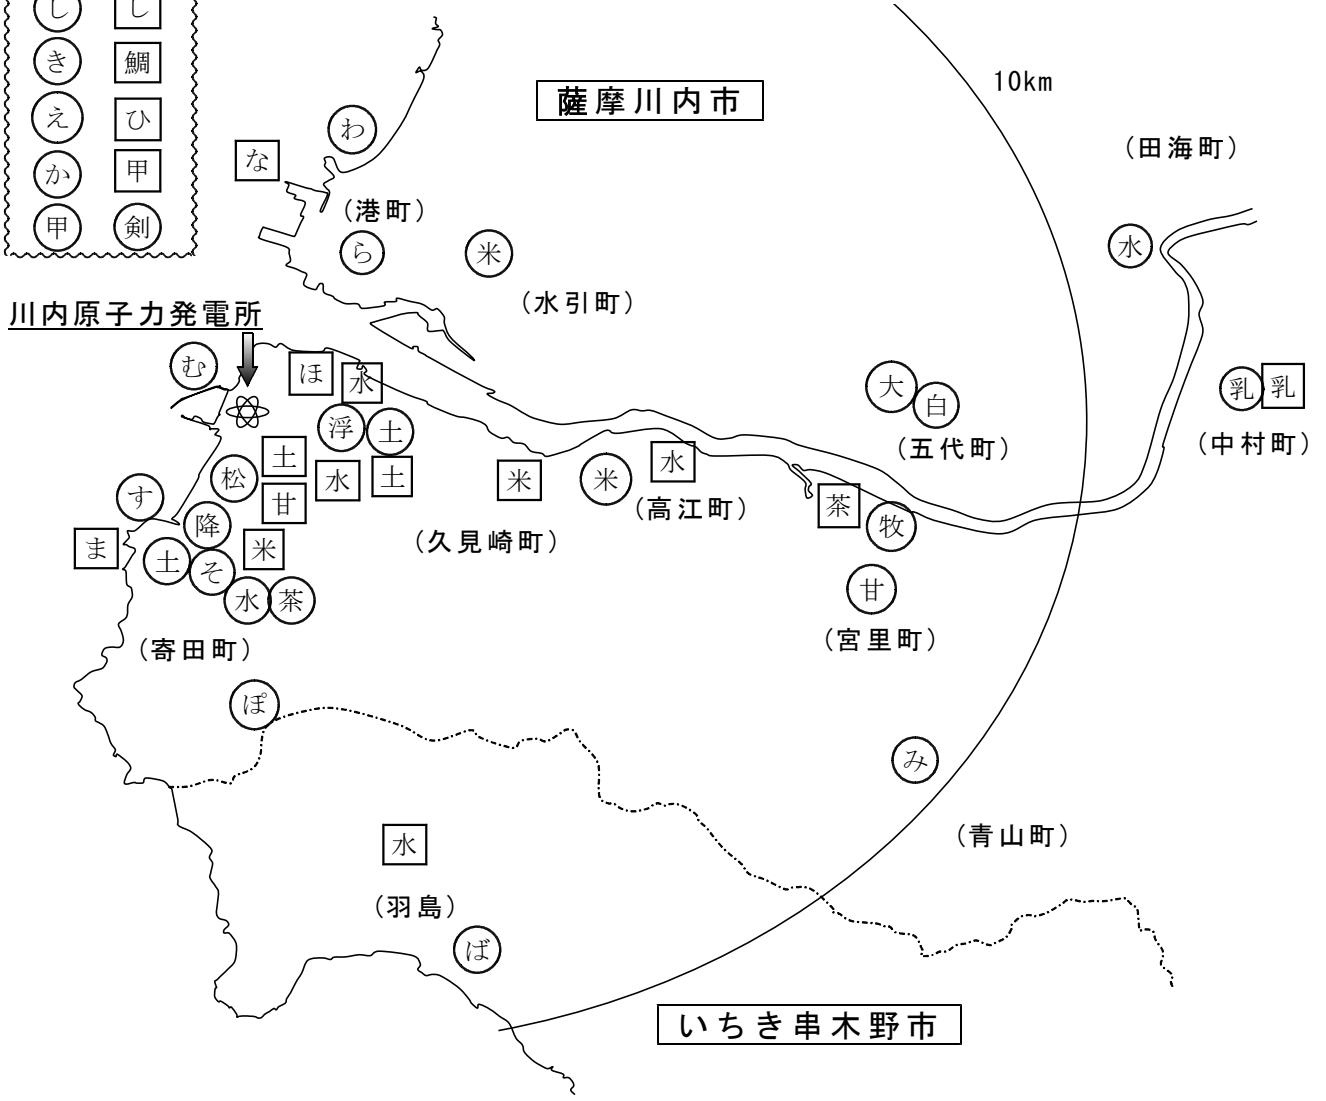 じ し
き 鯛
え ひ
か 甲
甲 剣
薩摩川内市
10km
(田海町)
わ
な
(港町)
ら 米
水
(水引町)
川内原子力発電所
む ほ 水
大 白
乳 乳
浮 土
(五代町)
(中村町)
土 水 土
松 甘
米 米 水
す
(高江町)
茶 牧
降
(久見崎町)
ま 土 そ 米
水 茶
甘
(寄田町)
(宮里町)
ぽ
み
水
(青山町)
(羽島)
ば
いちき串木野市